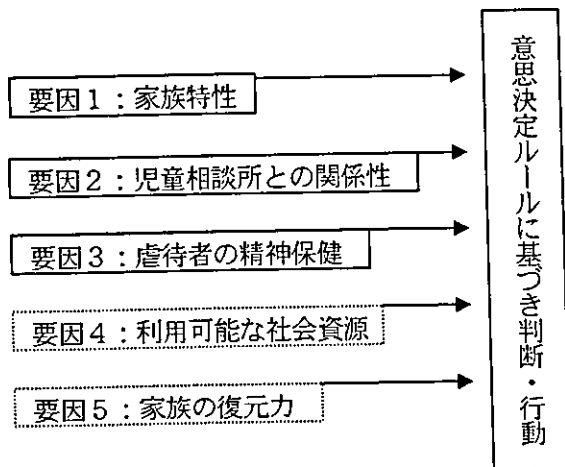 要因1：家族特性
要因2：児童相談所との関係性
要因3：虐待者の精神保健
要因4：利用可能な社会資源
要因5：家族の復元力
意思決定ルールに基づき判断・行動